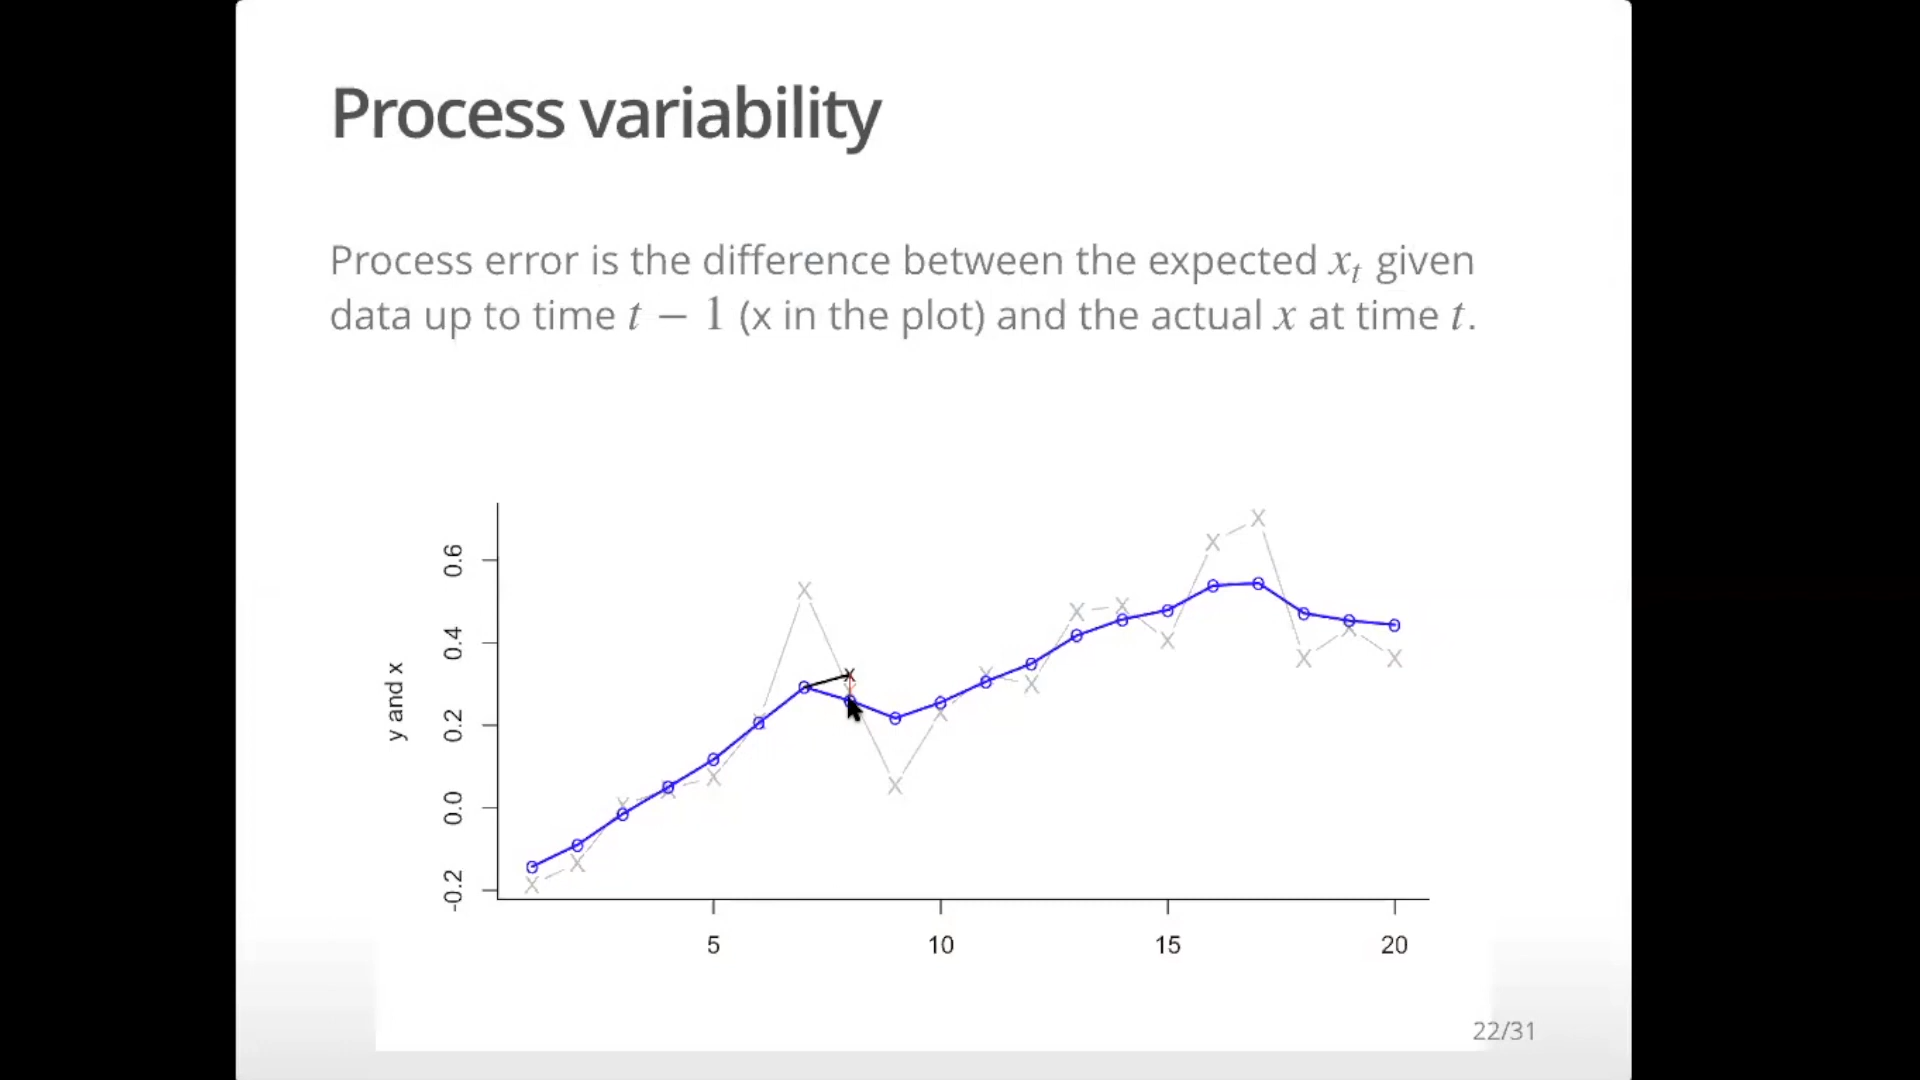 Process variability
Process error is the difference between the expected xₜ given
data up to time t − 1 (x in the plot) and the actual x at time t.
y and x
0.6
0.4
0.2
0.0
-0.2
5 10 15 20
22/31